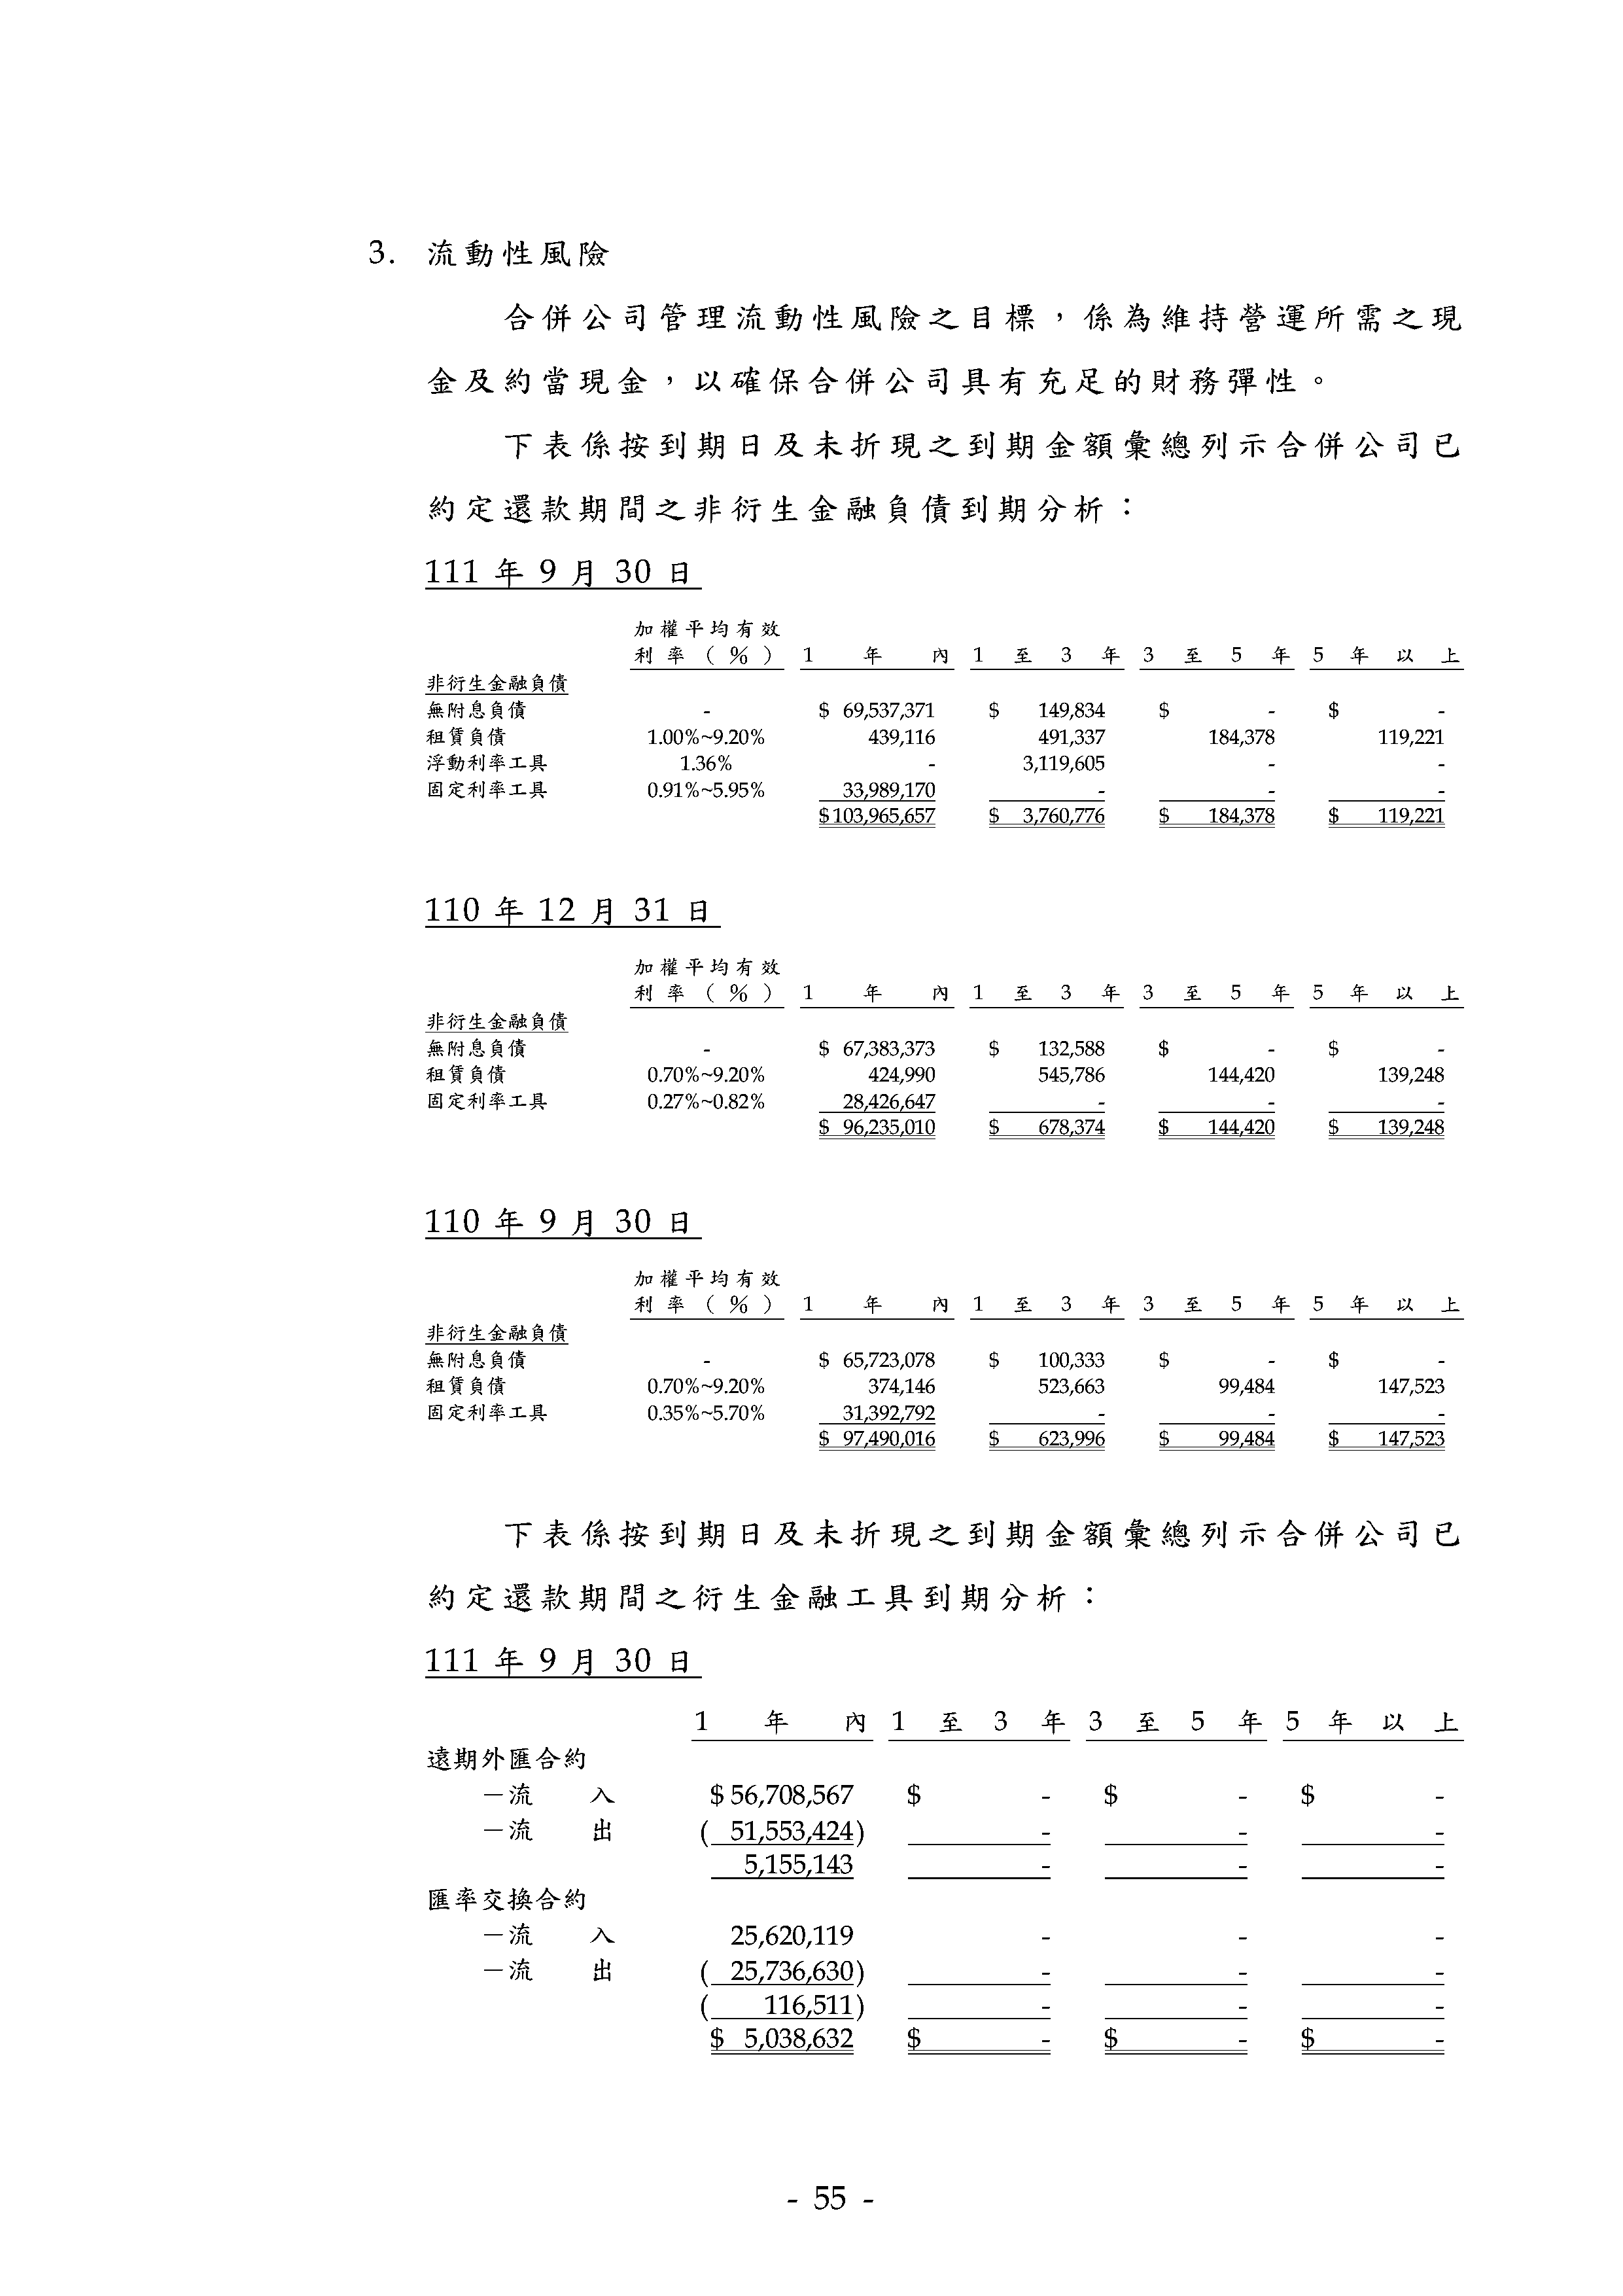 3. 流動性風險
合併公司管理流動性風險之目標，係為維持營運所需之現
金及約當現金，以確保合併公司具有充足的財務彈性。
下表係按到期日及未折現之到期金額彙總列示合併公司已
約定還款期間之非衍生金融負債到期分析：
111 年 9 月 30 日
加權平均有效
利率（%） 1 年 內 1 至 3 年 3 至 5 年 5 年 以 上
非衍生金融負債
無附息負債 - $ 69,537,371 $ 149,834 $ - $ -
租賃負債 1.00%~9.20% 439,116 491,337 184,378 119,221
浮動利率工具 1.36% - 3,119,605 - -
固定利率工具 0.91%~5.95% 33,989,170 - - -
$103,965,657 $ 3,760,776 $ 184,378 $ 119,221
110 年 12 月 31 日
加權平均有效
利率（%） 1 年 內 1 至 3 年 3 至 5 年 5 年 以 上
非衍生金融負債
無附息負債 - $ 67,383,373 $ 132,588 $ - $ -
租賃負債 0.70%~9.20% 424,990 545,786 144,420 139,248
固定利率工具 0.27%~0.82% 28,426,647 - - -
$ 96,235,010 $ 678,374 $ 144,420 $ 139,248
110 年 9 月 30 日
加權平均有效
利率（%） 1 年 內 1 至 3 年 3 至 5 年 5 年 以 上
非衍生金融負債
無附息負債 - $ 65,723,078 $ 100,333 $ - $ -
租賃負債 0.70%~9.20% 374,146 523,663 99,484 147,523
固定利率工具 0.35%~5.70% 31,392,792 - - -
$ 97,490,016 $ 623,996 $ 99,484 $ 147,523
下表係按到期日及未折現之到期金額彙總列示合併公司已
約定還款期間之衍生金融工具到期分析：
111 年 9 月 30 日
1 年 內 1 至 3 年 3 至 5 年 5 年 以 上
遠期外匯合約
－流 入 $ 56,708,567 $ - $ - $ -
－流 出 ( 51,553,424) - - -
5,155,143 - - -
匯率交換合約
－流 入 25,620,119 - - -
－流 出 ( 25,736,630) - - -
( 116,511) - - -
$ 5,038,632 $ - $ - $ -
- 55 -